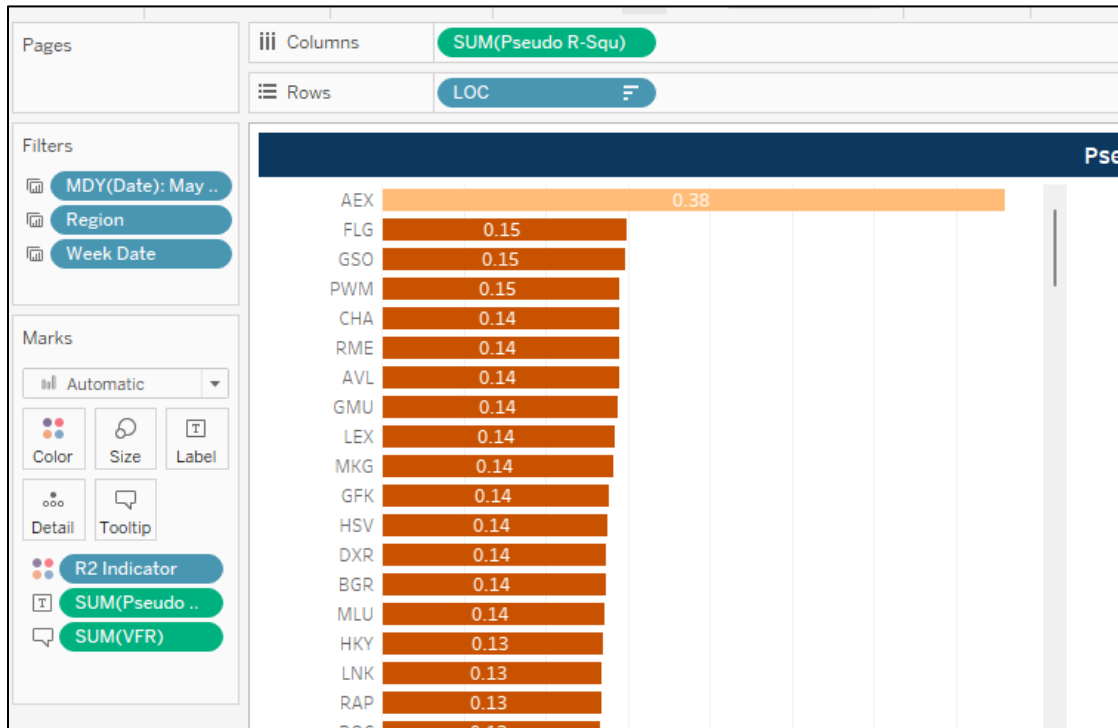 Pages
Columns SUM(Pseudo R-Squ)
Rows LOC
Filters
MDY(Date): May ..
Region
Week Date
Marks
Automatic
Color Size Label
Detail Tooltip
R2 Indicator
SUM(Pseudo ..
SUM(VFR)
Pse
AEX 0.38
FLG 0.15
GSO 0.15
PWM 0.15
CHA 0.14
RME 0.14
AVL 0.14
GMU 0.14
LEX 0.14
MKG 0.14
GFK 0.14
HSV 0.14
DXR 0.14
BGR 0.14
MLU 0.14
HKY 0.13
LNK 0.13
RAP 0.13